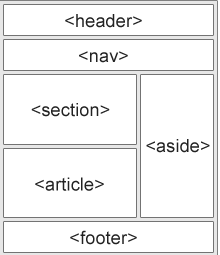 <header>
<nav>
<section>
<aside>
<article>
<footer>